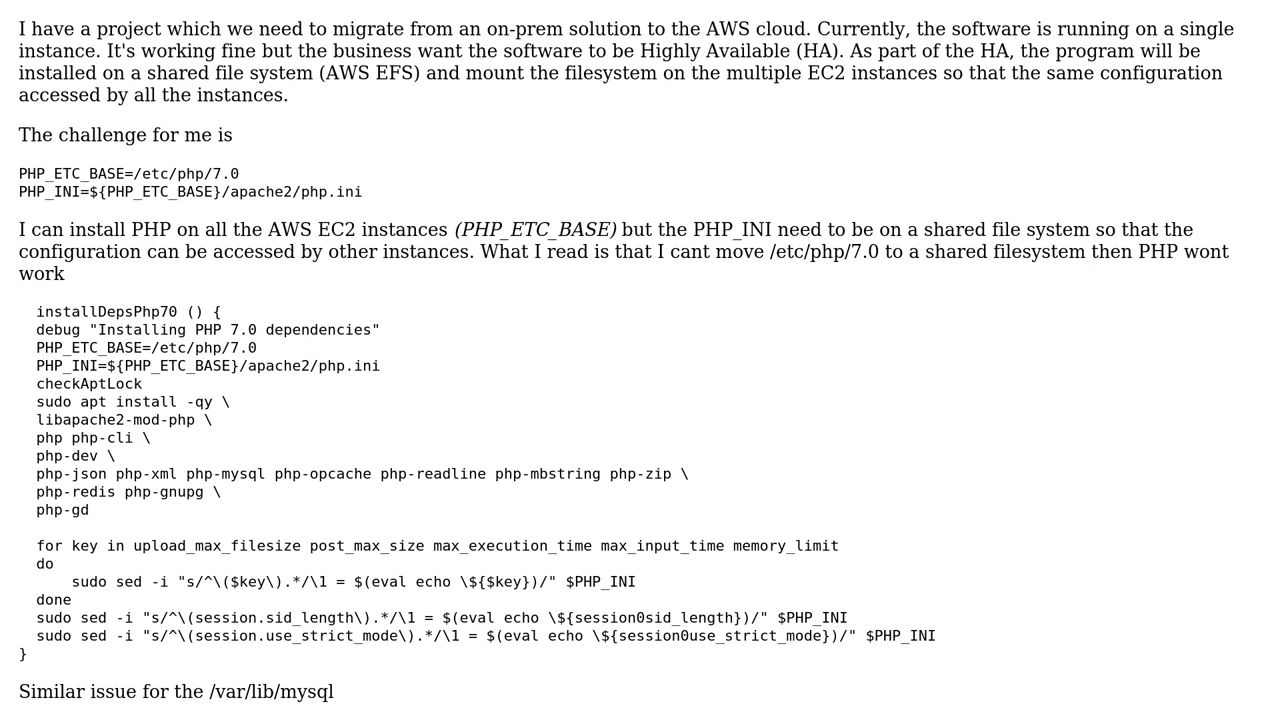 I have a project which we need to migrate from an on-prem solution to the AWS cloud. Currently, the software is running on a single
instance. It's working fine but the business want the software to be Highly Available (HA). As part of the HA, the program will be
installed on a shared file system (AWS EFS) and mount the filesystem on the multiple EC2 instances so that the same configuration
accessed by all the instances.
The challenge for me is
PHP_ETC_BASE=/etc/php/7.0
PHP_INI=${PHP_ETC_BASE}/apache2/php.ini
I can install PHP on all the AWS EC2 instances (PHP_ETC_BASE) but the PHP_INI need to be on a shared file system so that the
configuration can be accessed by other instances. What I read is that I cant move /etc/php/7.0 to a shared filesystem then PHP wont
work
installDepsPhp70 () {
debug "Installing PHP 7.0 dependencies"
PHP_ETC_BASE=/etc/php/7.0
PHP_INI=${PHP_ETC_BASE}/apache2/php.ini
checkAptLock
sudo apt install -qy \
libapache2-mod-php \
php php-cli \
php-dev \
php-json php-xml php-mysql php-opcache php-readline php-mbstring php-zip \
php-redis php-gnupg \
php-gd
for key in upload_max_filesize post_max_size max_execution_time max_input_time memory_limit
do
sudo sed -i "s/^\($key\).*/\1 = $(eval echo \${$key})/" $PHP_INI
done
sudo sed -i "s/^\(session.sid_length\).*/\1 = $(eval echo \${session0sid_length})/" $PHP_INI
sudo sed -i "s/^\(session.use_strict_mode\).*/\1 = $(eval echo \${session0use_strict_mode})/" $PHP_INI
}
Similar issue for the /var/lib/mysql